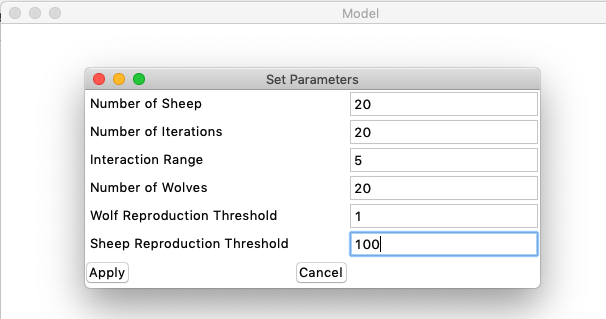 Model
Set Parameters
Number of Sheep 20
Number of Iterations 20
Interaction Range 5
Number of Wolves 20
Wolf Reproduction Threshold 1
Sheep Reproduction Threshold 100
Apply Cancel